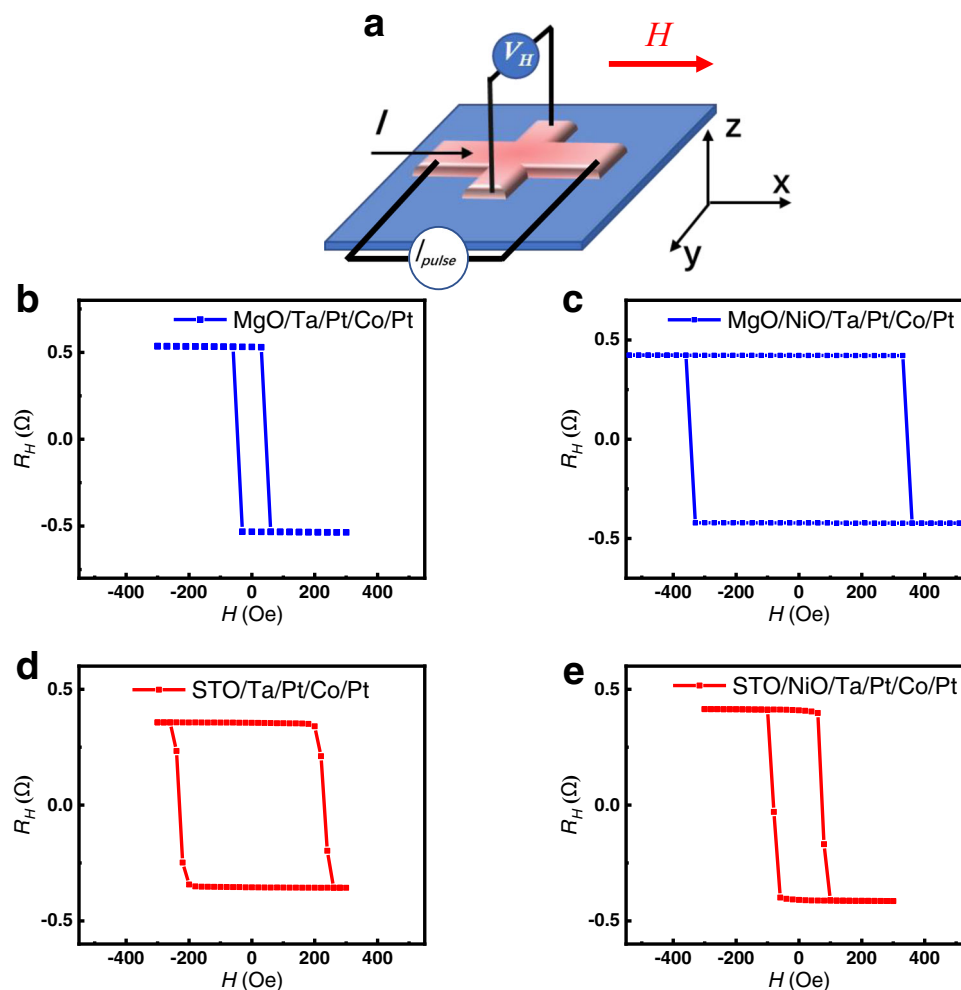 a
V_H
H
I
I_pulse
z
x
y
b
MgO/Ta/Pt/Co/Pt
0.5
0.0
-0.5
R_H (Ω)
-400 -200 0 200 400
H (Oe)
c
MgO/NiO/Ta/Pt/Co/Pt
0.5
0.0
-0.5
R_H (Ω)
-400 -200 0 200 400
H (Oe)
d
STO/Ta/Pt/Co/Pt
0.5
0.0
-0.5
R_H (Ω)
-400 -200 0 200 400
H (Oe)
e
STO/NiO/Ta/Pt/Co/Pt
0.5
0.0
-0.5
R_H (Ω)
-400 -200 0 200 400
H (Oe)